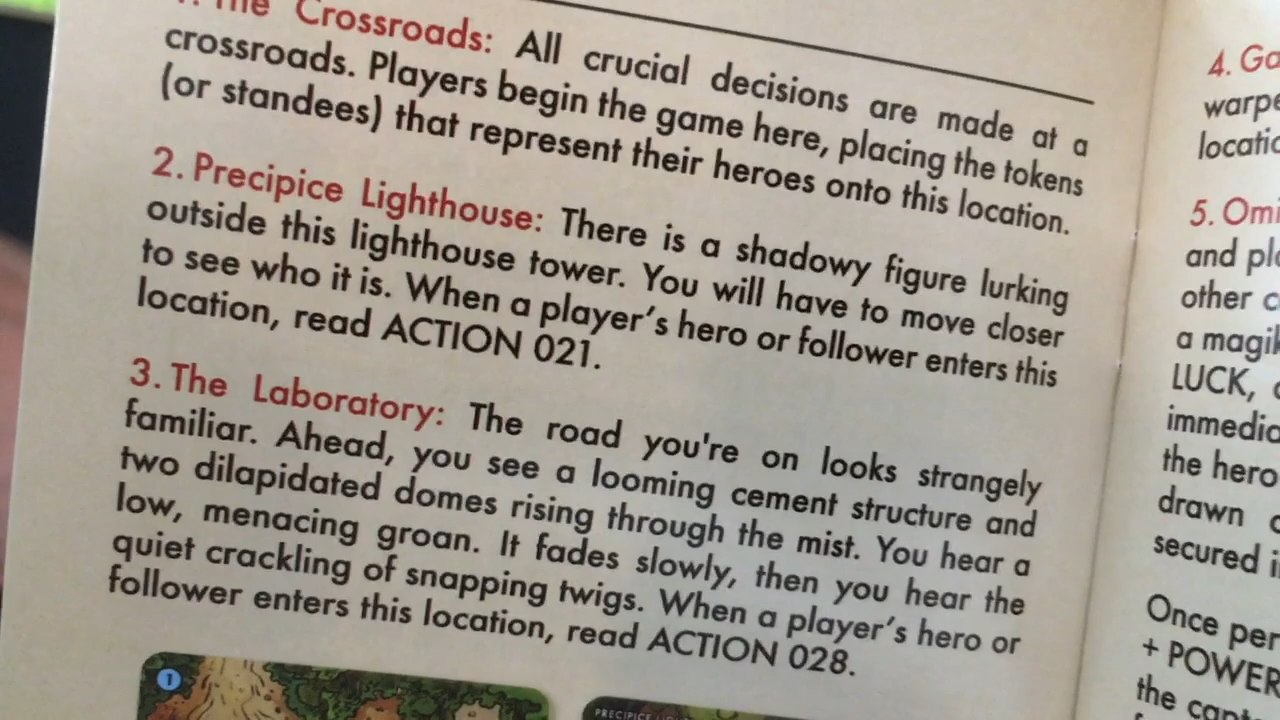 The Crossroads: All crucial decisions are made at a
crossroads. Players begin the game here, placing the tokens
(or standees) that represent their heroes onto this location.
2. Precipice Lighthouse: There is a shadowy figure lurking
outside this lighthouse tower. You will have to move closer
to see who it is. When a player's hero or follower enters this
location, read ACTION 021.
3. The Laboratory: The road you're on looks strangely
familiar. Ahead, you see a looming cement structure and
two dilapidated domes rising through the mist. You hear a
low, menacing groan. It fades slowly, then you hear the
quiet crackling of snapping twigs. When a player's hero or
follower enters this location, read ACTION 028.
1
PRECIPICE
4.
5.
and
other
a
LUCK,
the hero
drawn
secured
Once per
+ POWER
the